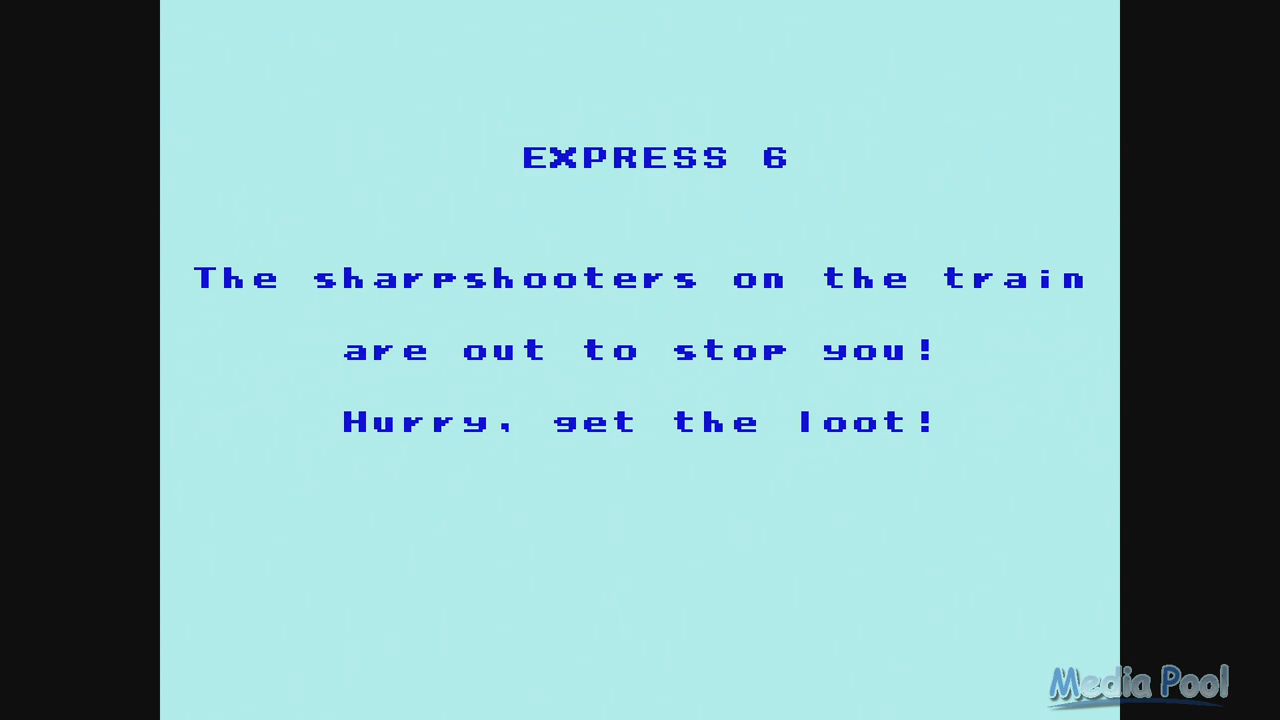 EXPRESS 6
The sharpshooters on the train
are out to stop you!
Hurry, get the loot!
Media Pool